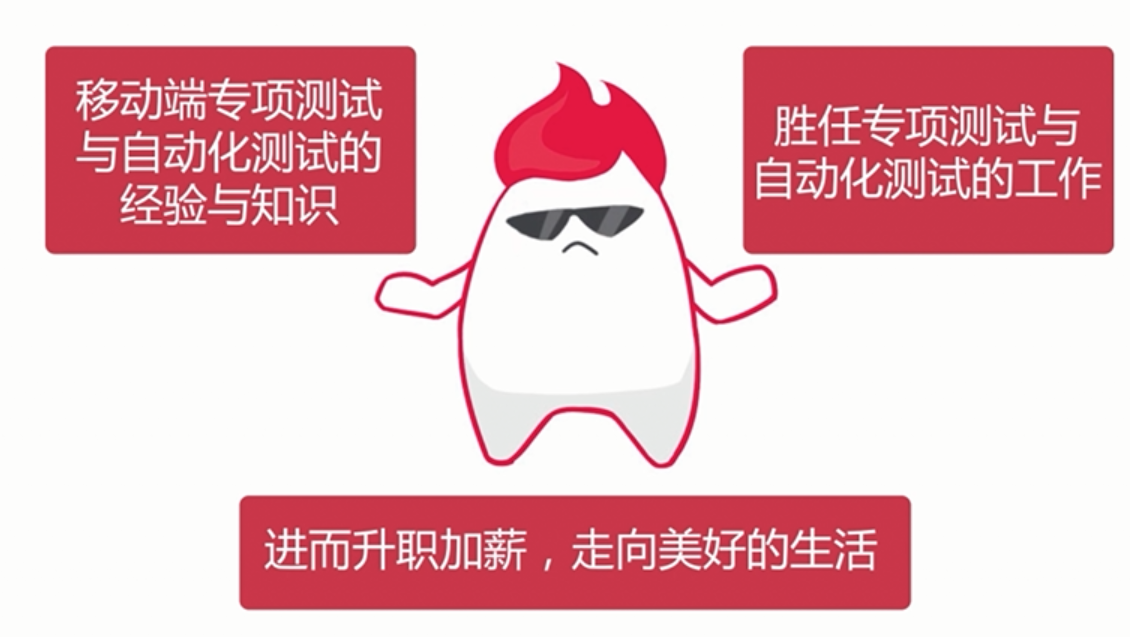 移动端专项测试
与自动化测试的
经验与知识
胜任专项测试与
自动化测试的工作
进而升职加薪，走向美好的生活